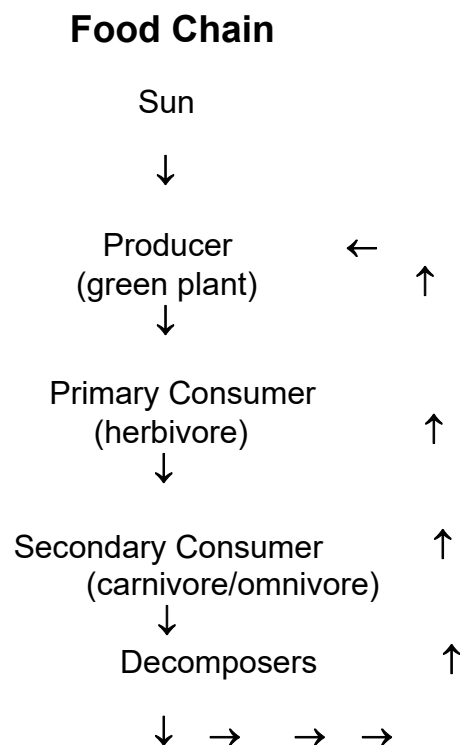 Food Chain
Sun
↓
Producer ←
(green plant) ↑
↓
Primary Consumer
(herbivore) ↑
↓
Secondary Consumer ↑
(carnivore/omnivore)
↓
Decomposers ↑
↓ → → →